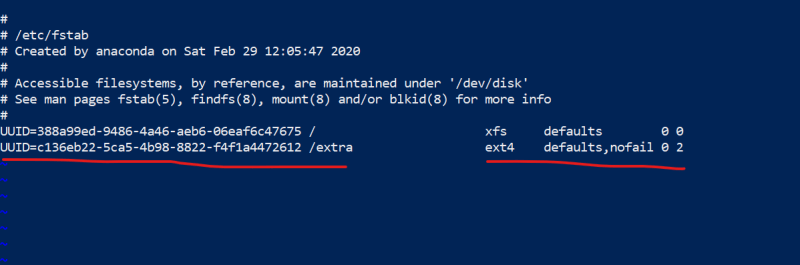 #
# /etc/fstab
# Created by anaconda on Sat Feb 29 12:05:47 2020
#
# Accessible filesystems, by reference, are maintained under '/dev/disk'
# See man pages fstab(5), findfs(8), mount(8) and/or blkid(8) for more info
#
UUID=388a99ed-9486-4a46-aeb6-06eaf6c47675 / xfs defaults 0 0
UUID=c136eb22-5ca5-4b98-8822-f4f1a4472612 /extra ext4 defaults,nofail 0 2
~
~
~
~
~
~